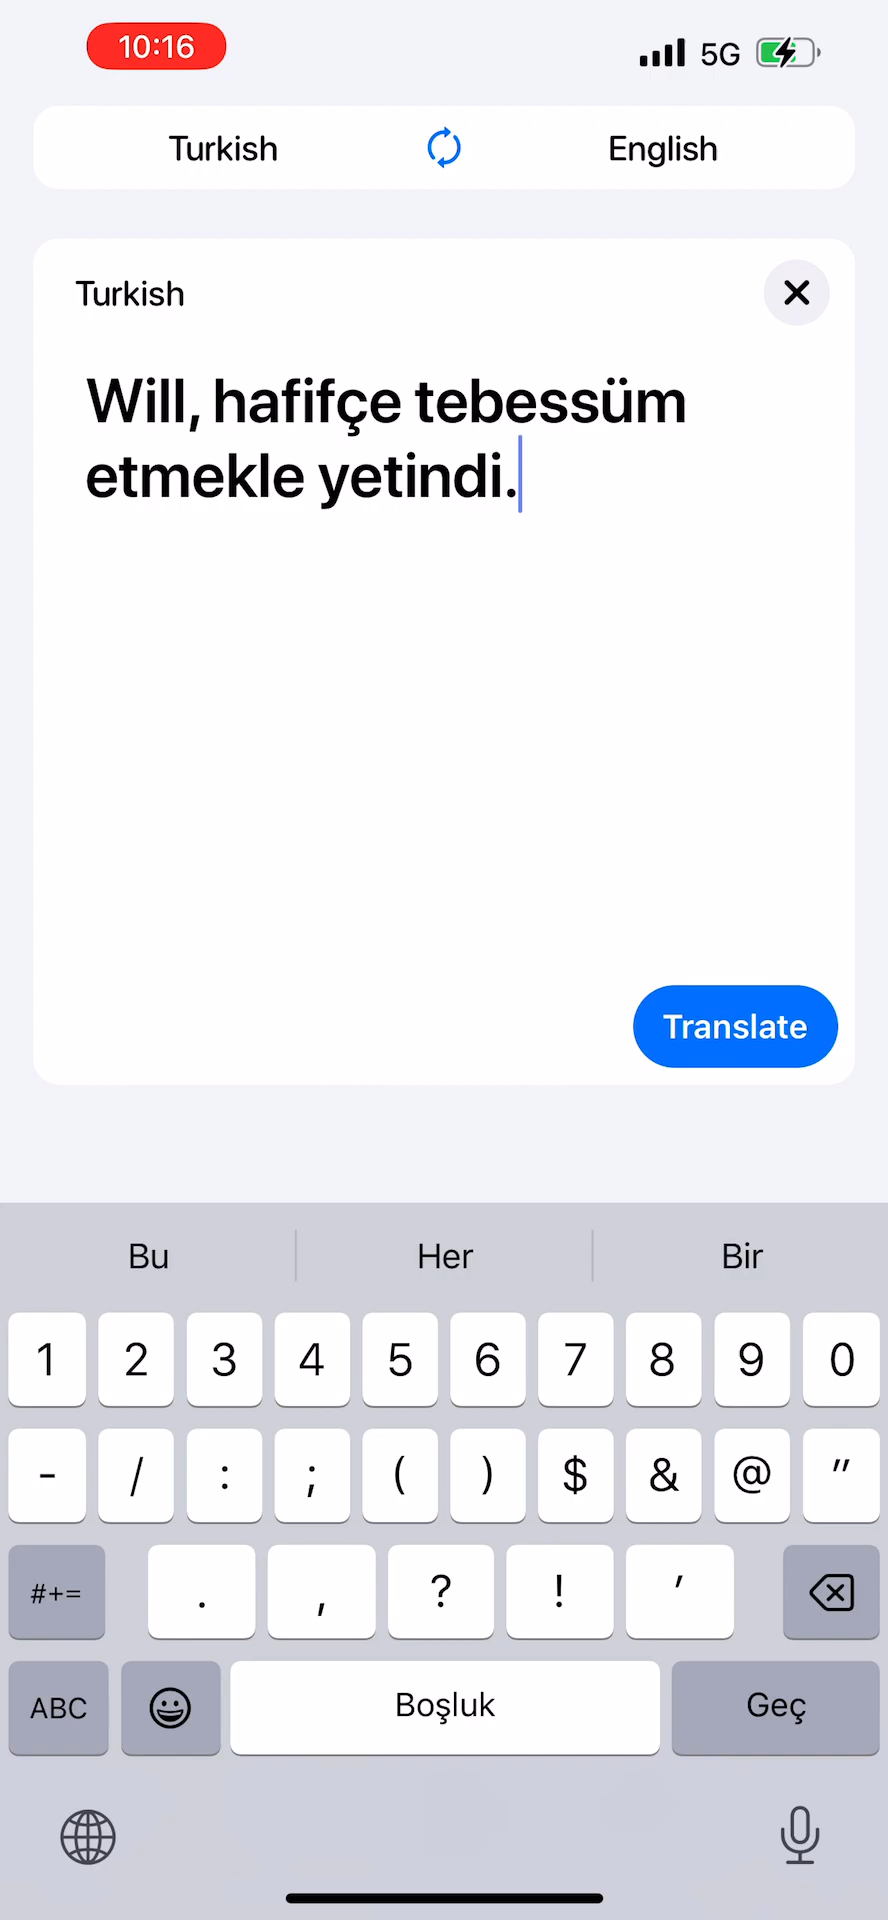 10:16
5G
Turkish
English
Turkish
Will, hafifçe tebessüm
etmekle yetindi.
Translate
Bu
Her
Bir
1 2 3 4 5 6 7 8 9 0
- / : ; ( ) $ & @ "
#+= . , ? ! '
ABC Boşluk Geç